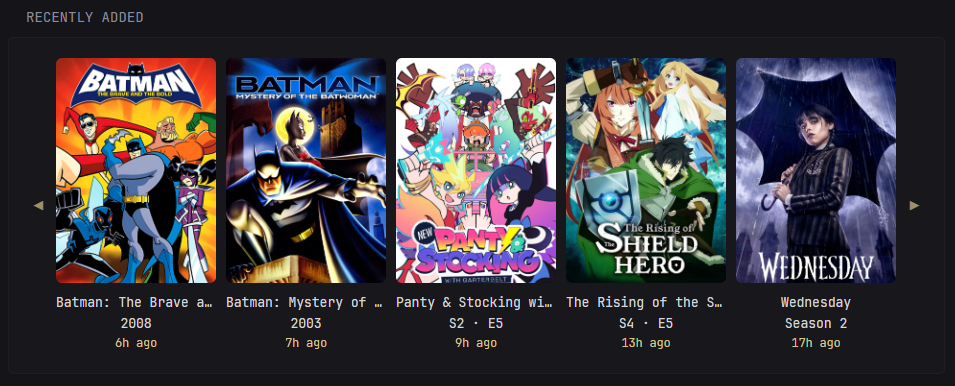 RECENTLY ADDED
BATMAN
THE BRAVE AND THE BOLD
BATMAN
MYSTERY OF THE BATWOMAN
NEW
PANTY &
STOCKING
WITH GARTERBELT
The Rising of
The SHIELD
HERO
WEDNESDAY
Batman: The Brave a…
2008
6h ago
Batman: Mystery of …
2003
7h ago
Panty & Stocking wi…
S2 · E5
9h ago
The Rising of the S…
S4 · E5
13h ago
Wednesday
Season 2
17h ago